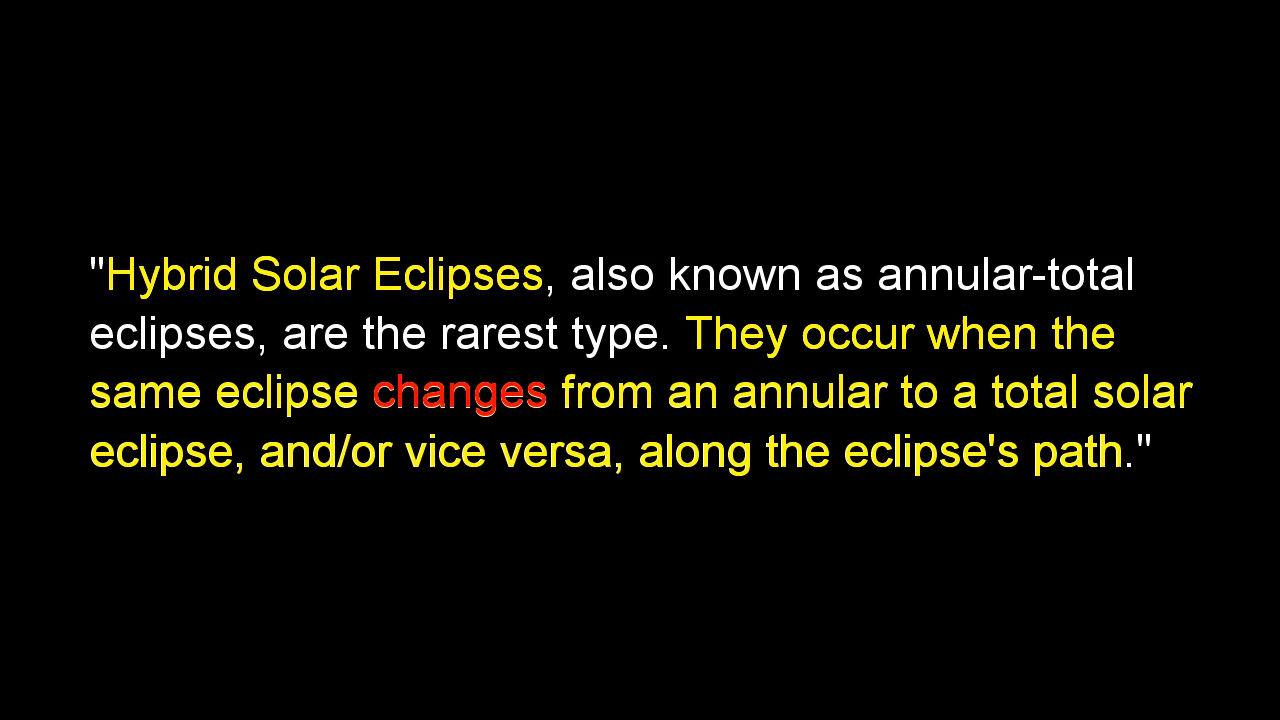 "Hybrid Solar Eclipses, also known as annular-total
eclipses, are the rarest type. They occur when the
same eclipse changes from an annular to a total solar
eclipse, and/or vice versa, along the eclipse's path."